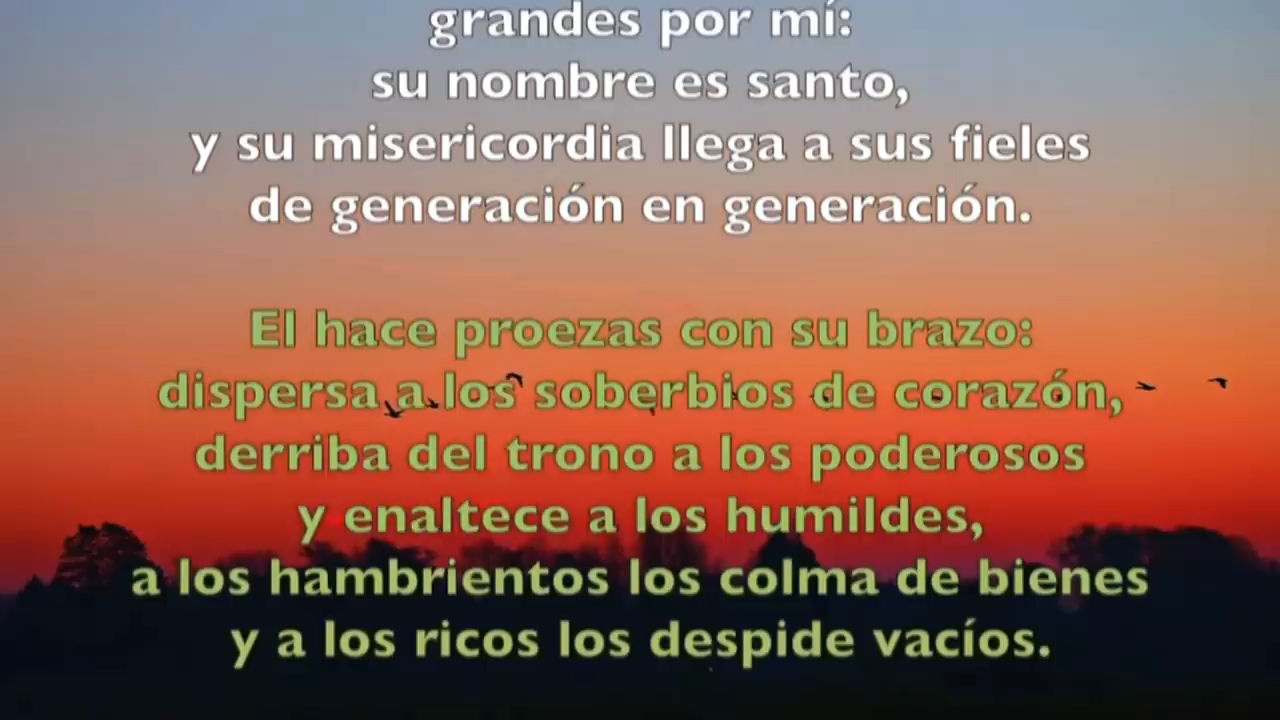 grandes por mí:
su nombre es santo,
y su misericordia llega a sus fieles
de generación en generación.
El hace proezas con su brazo:
dispersa a los soberbios de corazón,
derriba del trono a los poderosos
y enaltece a los humildes,
a los hambrientos los colma de bienes
y a los ricos los despide vacíos.